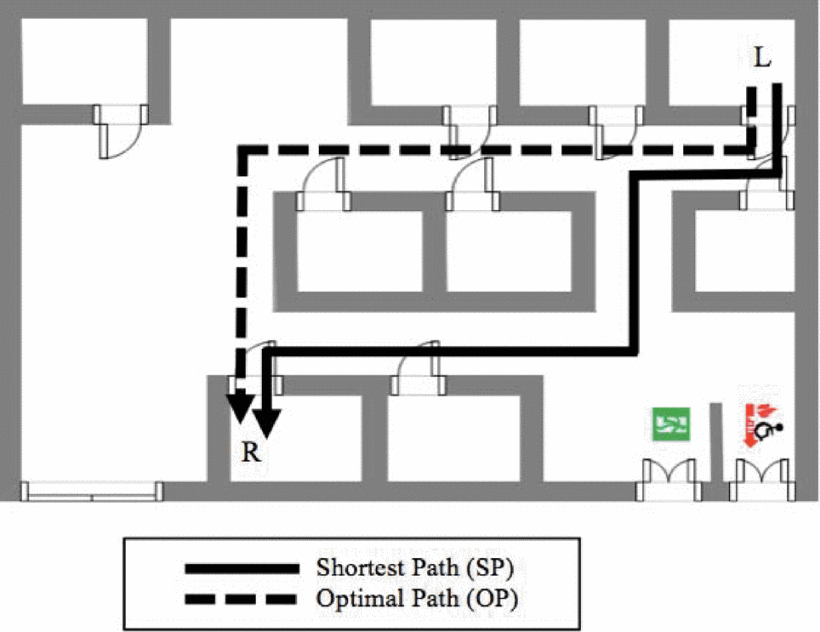 L
R
Shortest Path (SP)
Optimal Path (OP)